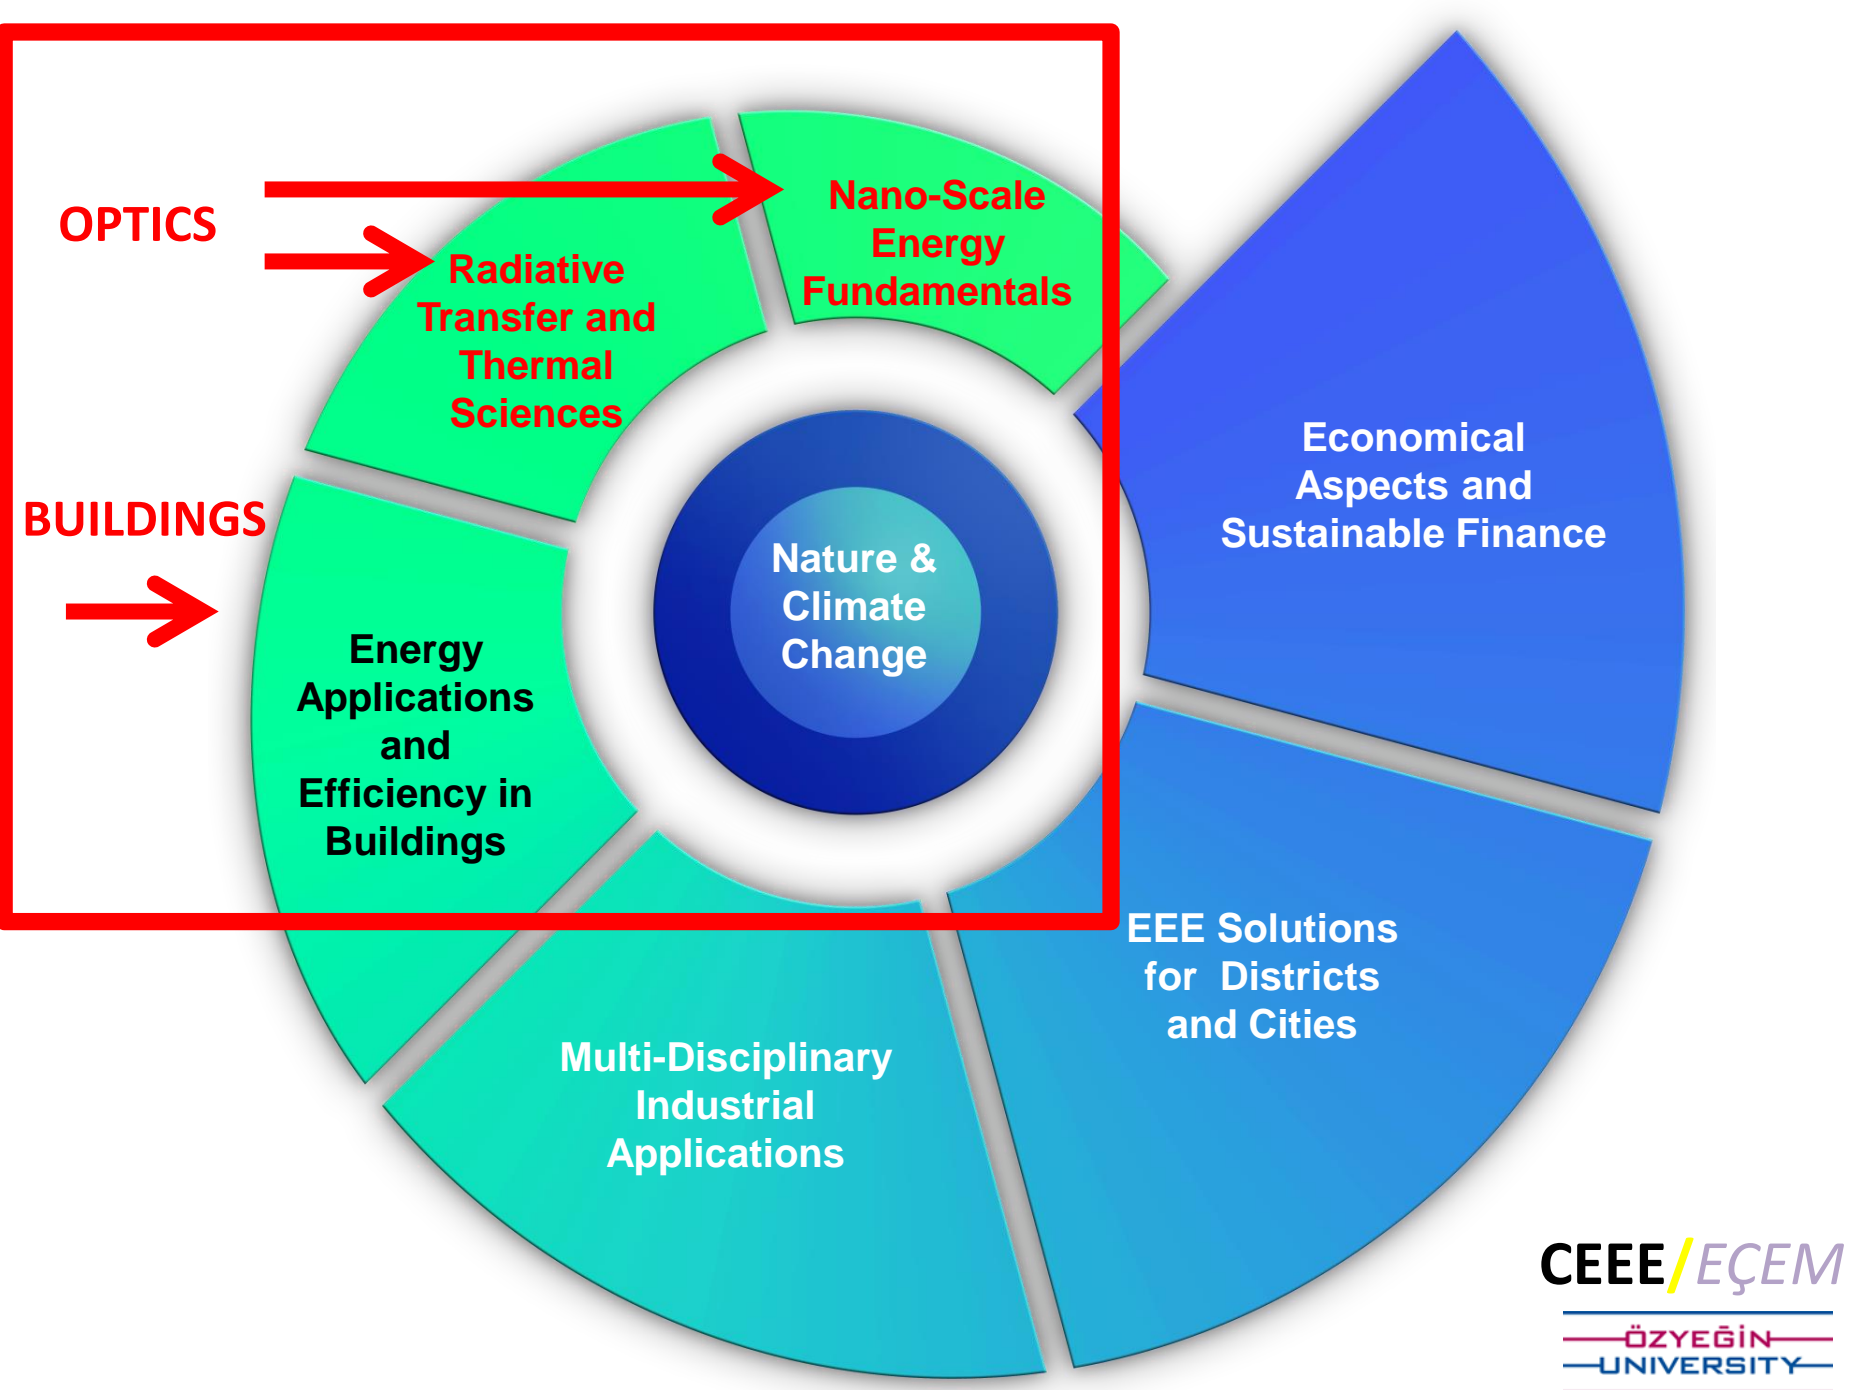 OPTICS
Nano-Scale
Energy
Fundamentals
Radiative
Transfer and
Thermal
Sciences
Economical
Aspects and
Sustainable Finance
BUILDINGS
Nature &
Climate
Change
Energy
Applications
and
Efficiency in
Buildings
EEE Solutions
for  Districts
and Cities
Multi-Disciplinary
Industrial
Applications
CEEE/EÇEM
ÖZYEĞİN
UNIVERSITY